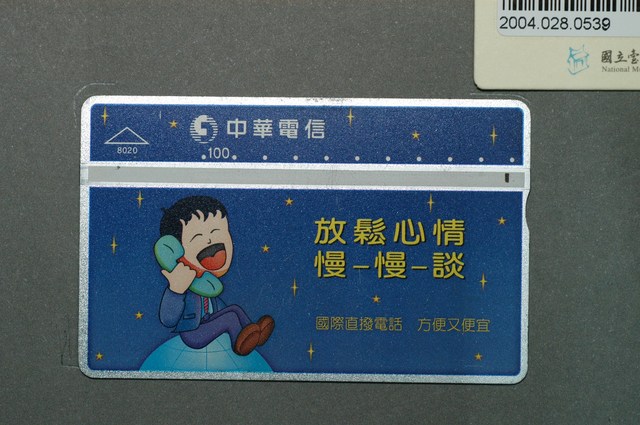 2004.028.0539
國立臺
National M
中華電信
8020
100
放鬆心情
慢－慢－談
國際直撥電話 方便又便宜